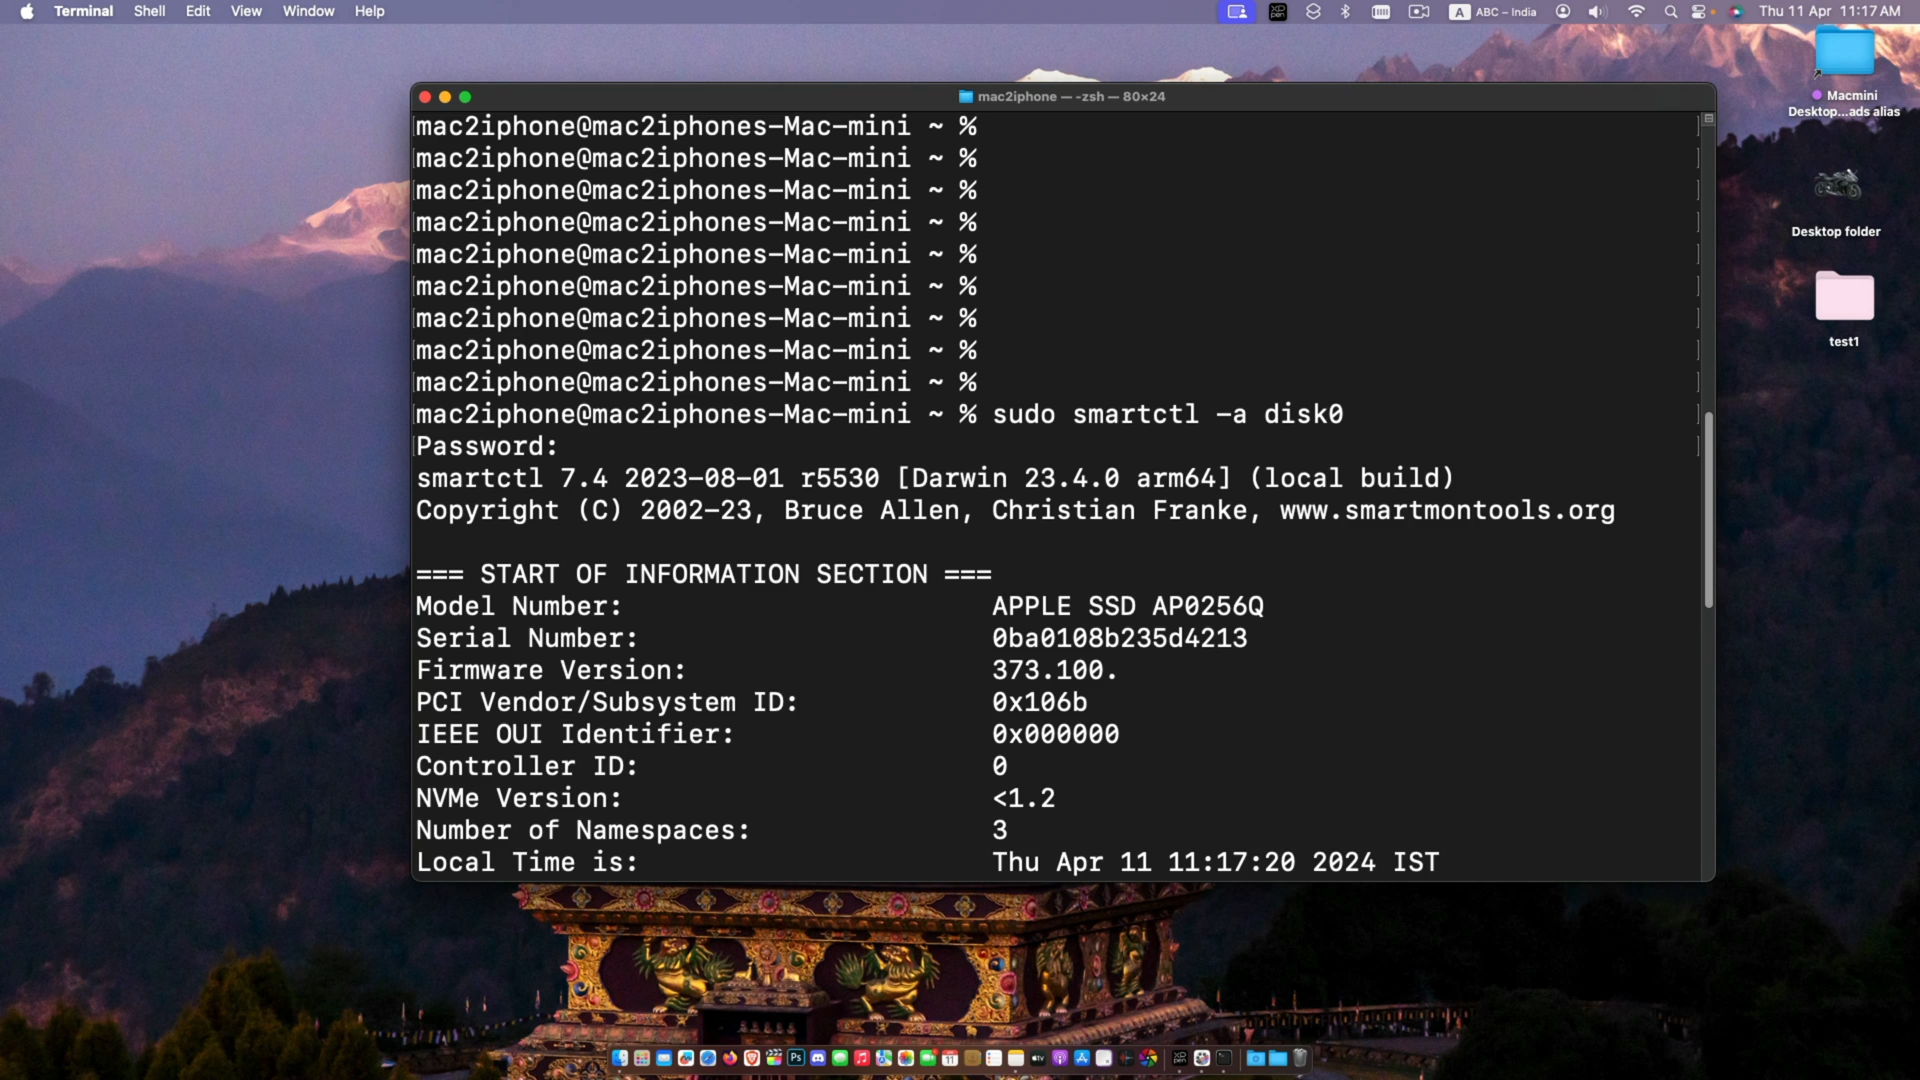 Terminal Shell Edit View Window Help
A ABC – India Thu 11 Apr 11:17 AM
mac2iphone — -zsh — 80×24
Macmini
Desktop...ads alias
Desktop folder
test1
mac2iphone@mac2iphones-Mac-mini ~ %
mac2iphone@mac2iphones-Mac-mini ~ %
mac2iphone@mac2iphones-Mac-mini ~ %
mac2iphone@mac2iphones-Mac-mini ~ %
mac2iphone@mac2iphones-Mac-mini ~ %
mac2iphone@mac2iphones-Mac-mini ~ %
mac2iphone@mac2iphones-Mac-mini ~ %
mac2iphone@mac2iphones-Mac-mini ~ %
mac2iphone@mac2iphones-Mac-mini ~ %
mac2iphone@mac2iphones-Mac-mini ~ % sudo smartctl -a disk0
Password:
smartctl 7.4 2023-08-01 r5530 [Darwin 23.4.0 arm64] (local build)
Copyright (C) 2002-23, Bruce Allen, Christian Franke, www.smartmontools.org
=== START OF INFORMATION SECTION ===
Model Number: APPLE SSD AP0256Q
Serial Number: 0ba0108b235d4213
Firmware Version: 373.100.
PCI Vendor/Subsystem ID: 0x106b
IEEE OUI Identifier: 0x000000
Controller ID: 0
NVMe Version: <1.2
Number of Namespaces: 3
Local Time is: Thu Apr 11 11:17:20 2024 IST
Ps